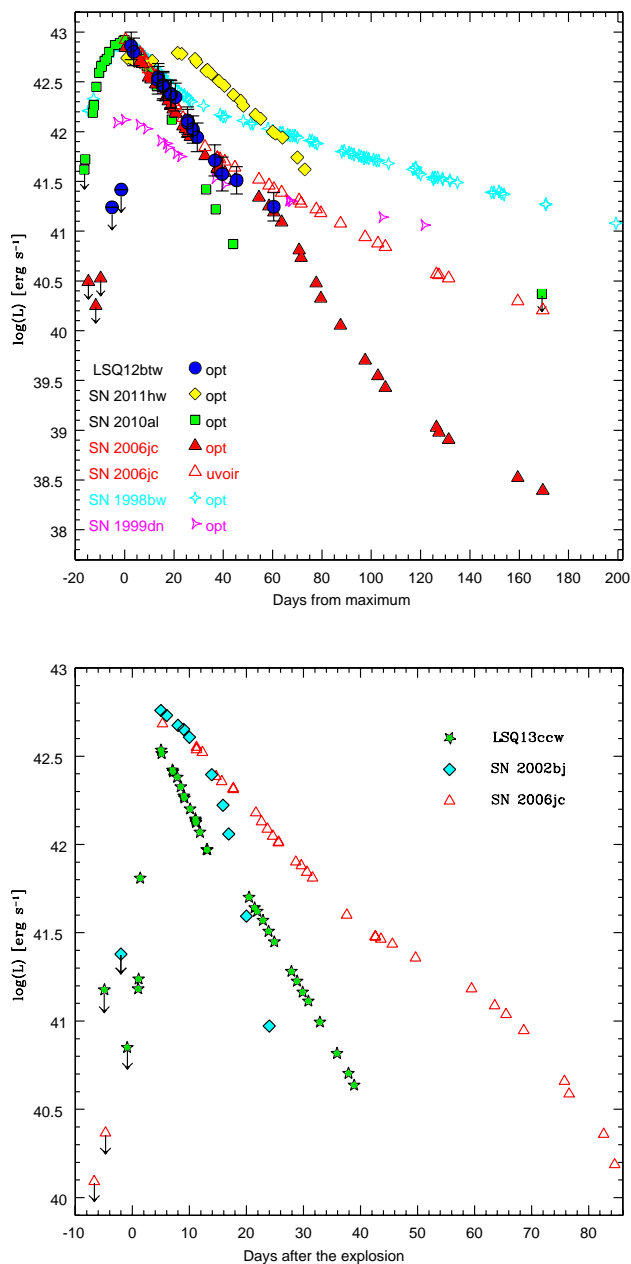 43
42.5
42
41.5
41
40.5
40
39.5
39
38.5
38
log(L) [erg s⁻¹]
LSQ12btw opt
SN 2011hw opt
SN 2010al opt
SN 2006jc opt
SN 2006jc uvoir
SN 1998bw opt
SN 1999dn opt
-20 0 20 40 60 80 100 120 140 160 180 200
Days from maximum
43
42.5
42
41.5
41
40.5
40
log(L) [erg s⁻¹]
LSQ13ccw
SN 2002bj
SN 2006jc
-10 0 10 20 30 40 50 60 70 80
Days after the explosion